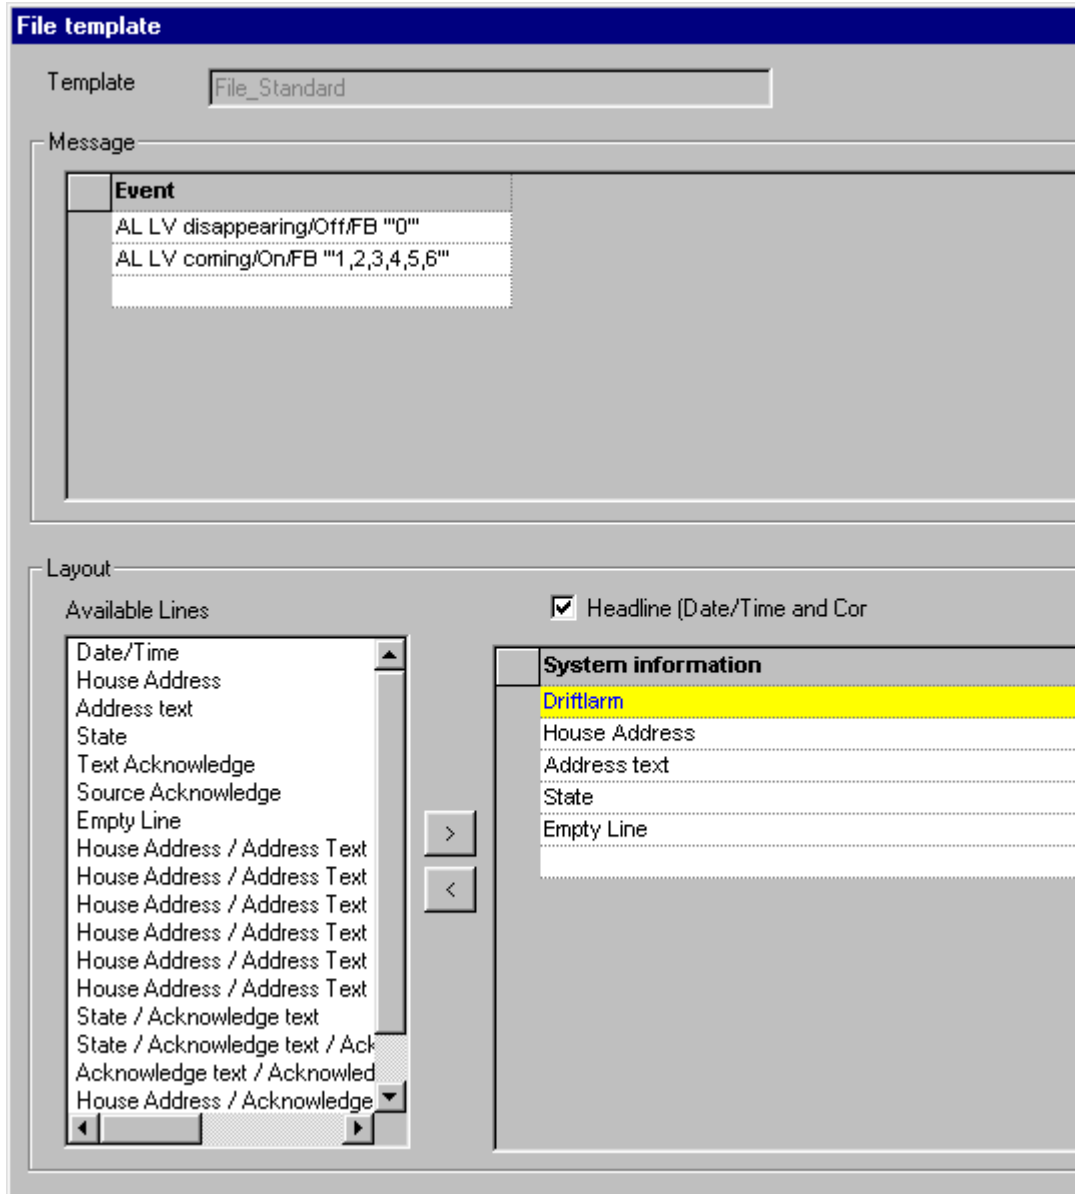 File template
Template
File_Standard
Message
Event
AL LV disappearing/Off/FB '"0"'
AL LV coming/On/FB '"1,2,3,4,5,6"'
Layout
Available Lines
Headline (Date/Time and Cor
Date/Time
House Address
Address text
State
Text Acknowledge
Source Acknowledge
Empty Line
House Address / Address Text
House Address / Address Text
House Address / Address Text
House Address / Address Text
House Address / Address Text
House Address / Address Text
State / Acknowledge text
State / Acknowledge text / Ack
Acknowledge text / Acknowled
House Address / Acknowledge
>
<
System information
Driftlarm
House Address
Address text
State
Empty Line